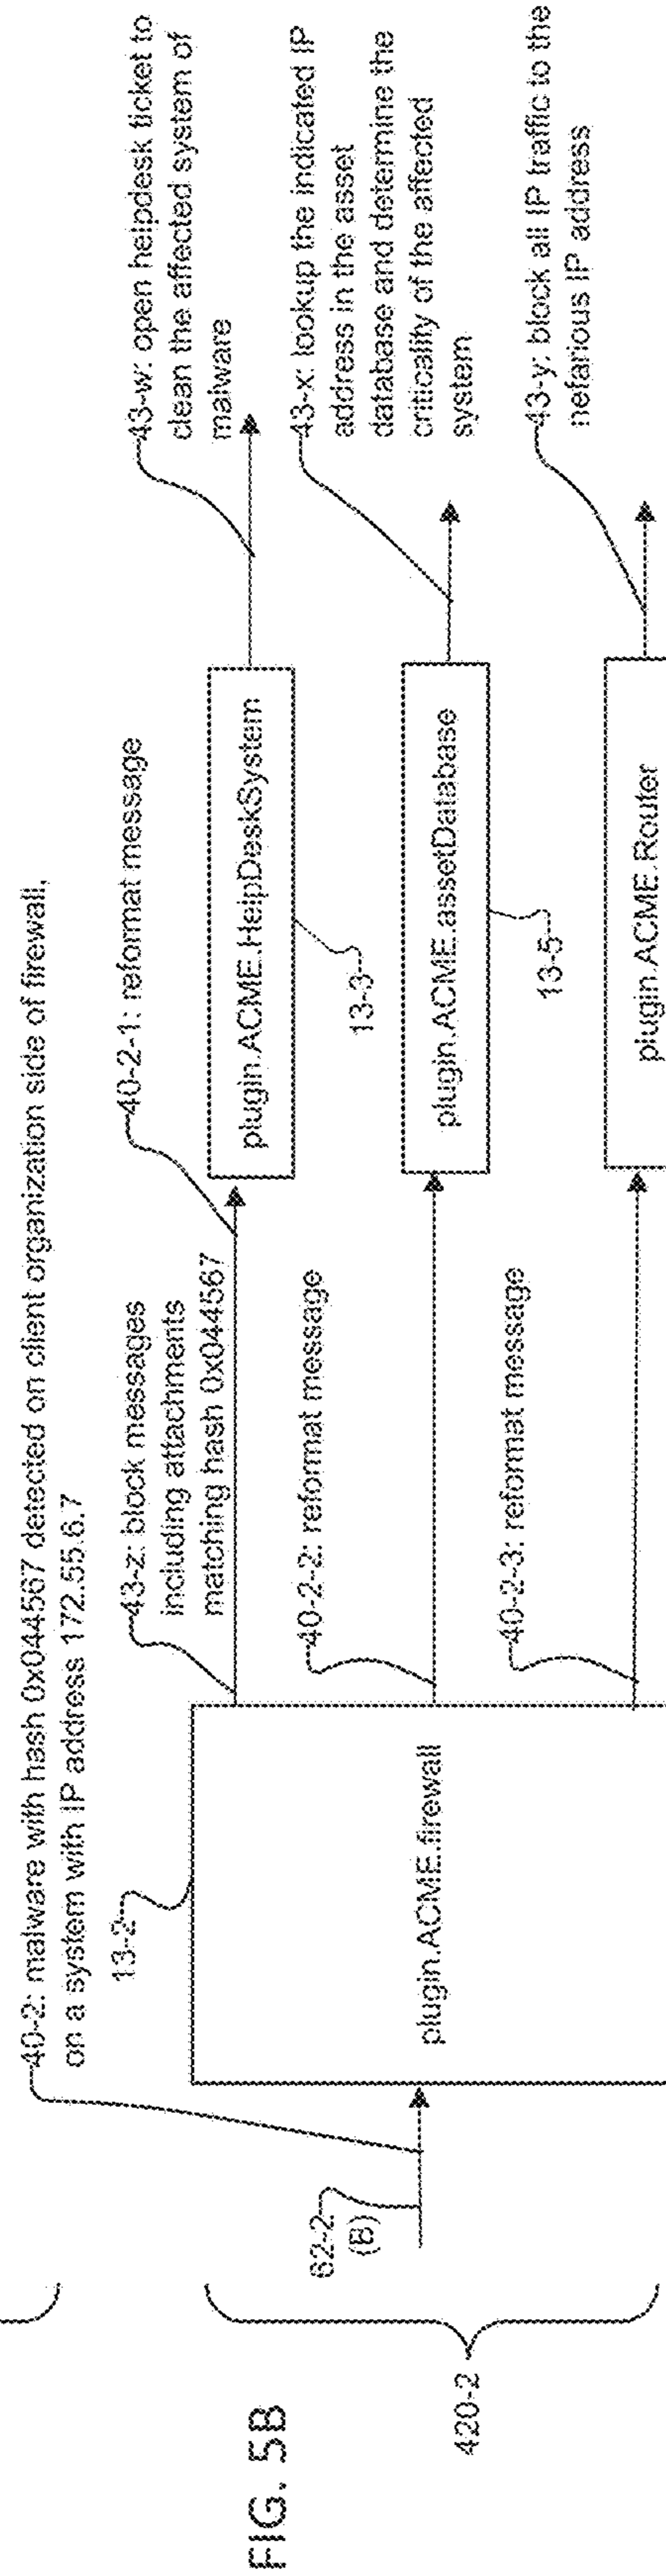 40-2: malware with hash 0x044567 detected on client organization side of firewall,
on a system with IP address 172.55.6.7
13-2
43-z: block messages
including attachments
matching hash 0x044567
40-2-1: reformat message
43-w: open helpdesk ticket to
clean the affected system of
malware
plugin.ACME.HelpDeskSystem
13-3
62-2
(B)
plugin.ACME.firewall
40-2-2: reformat message
plugin.ACME.assetDatabase
13-5
43-x: lookup the indicated IP
address in the asset
database and determine the
criticality of the affected
system
40-2-3: reformat message
plugin.ACME.Router
43-y: block all IP traffic to the
nefarious IP address
420-2
FIG. 5B